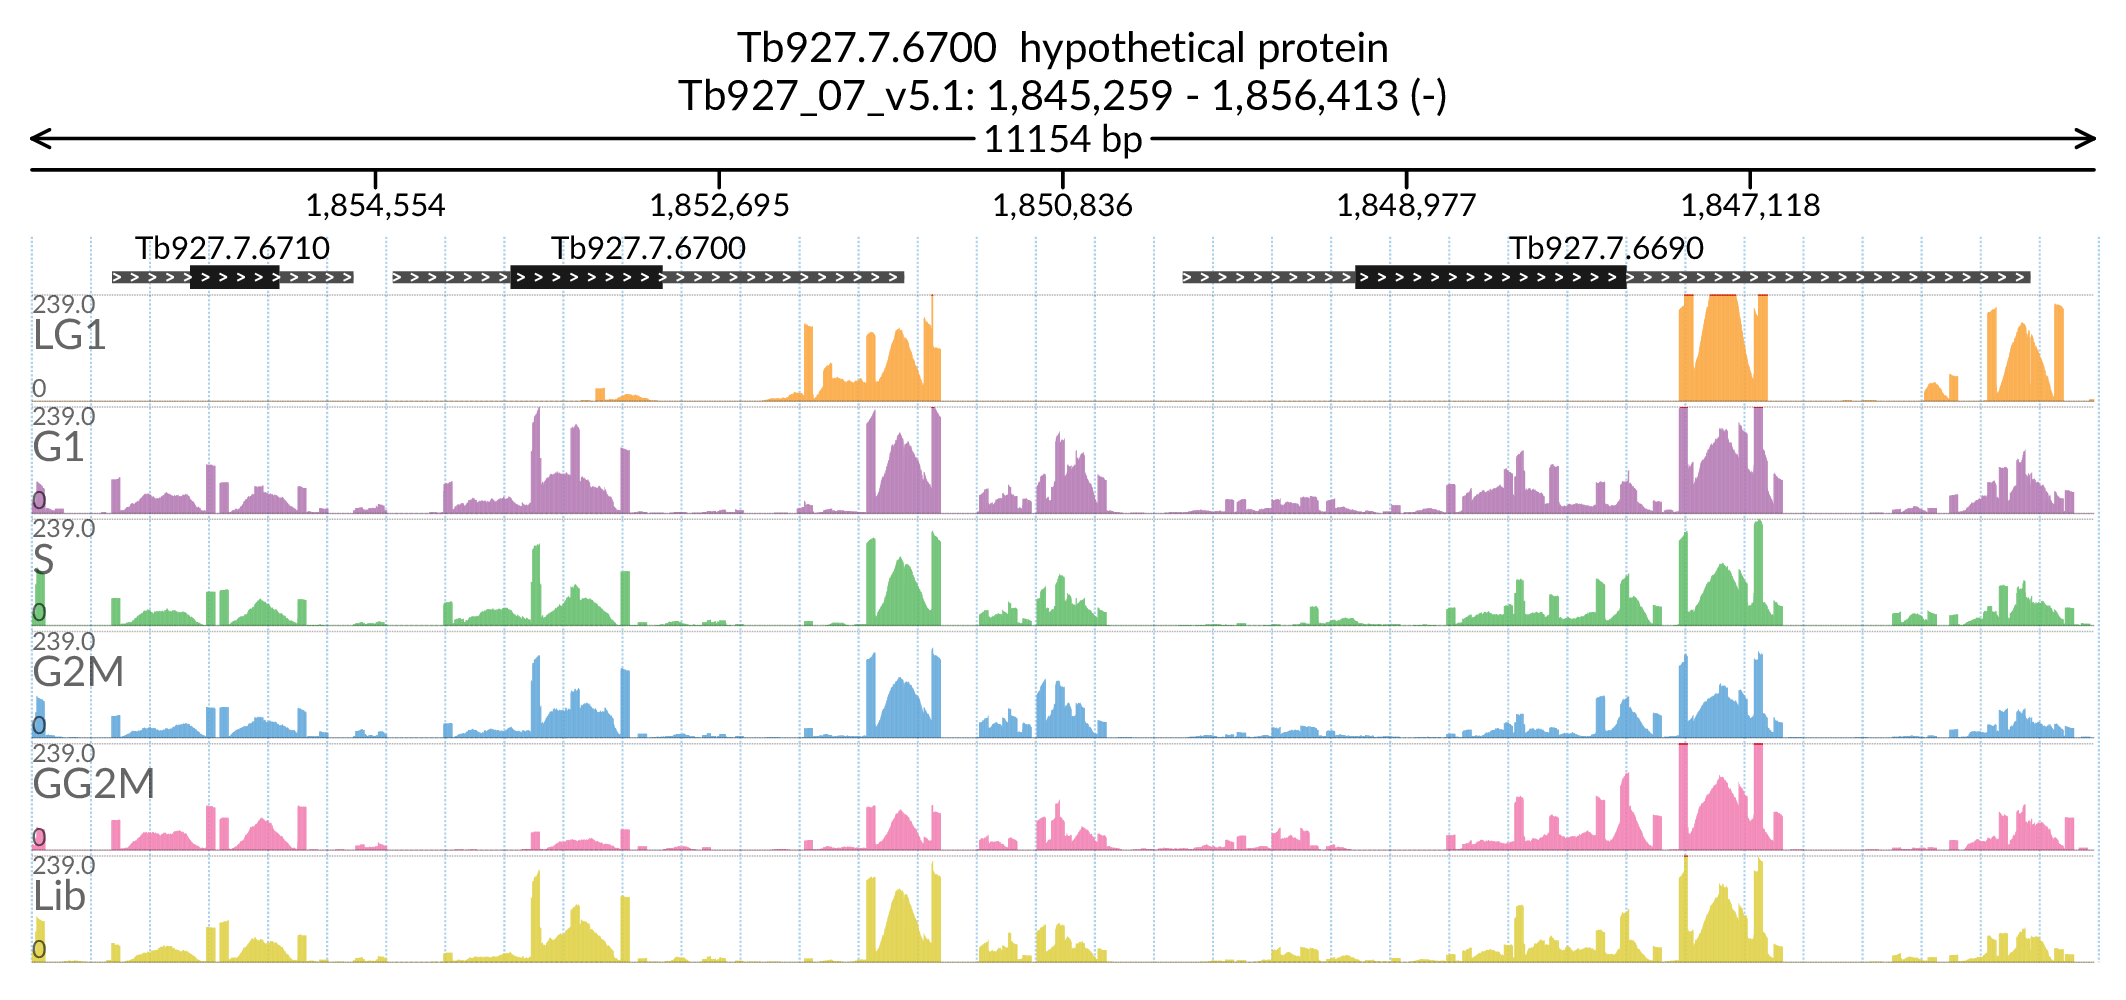 Tb927.7.6700 hypothetical protein
Tb927_07_v5.1: 1,845,259 - 1,856,413 (-)
11154 bp
1,854,554 1,852,695 1,850,836 1,848,977 1,847,118
Tb927.7.6710 Tb927.7.6700 Tb927.7.6690
239.0
LG1
0
239.0
G1
0
239.0
S
0
239.0
G2M
0
239.0
GG2M
0
239.0
Lib
0